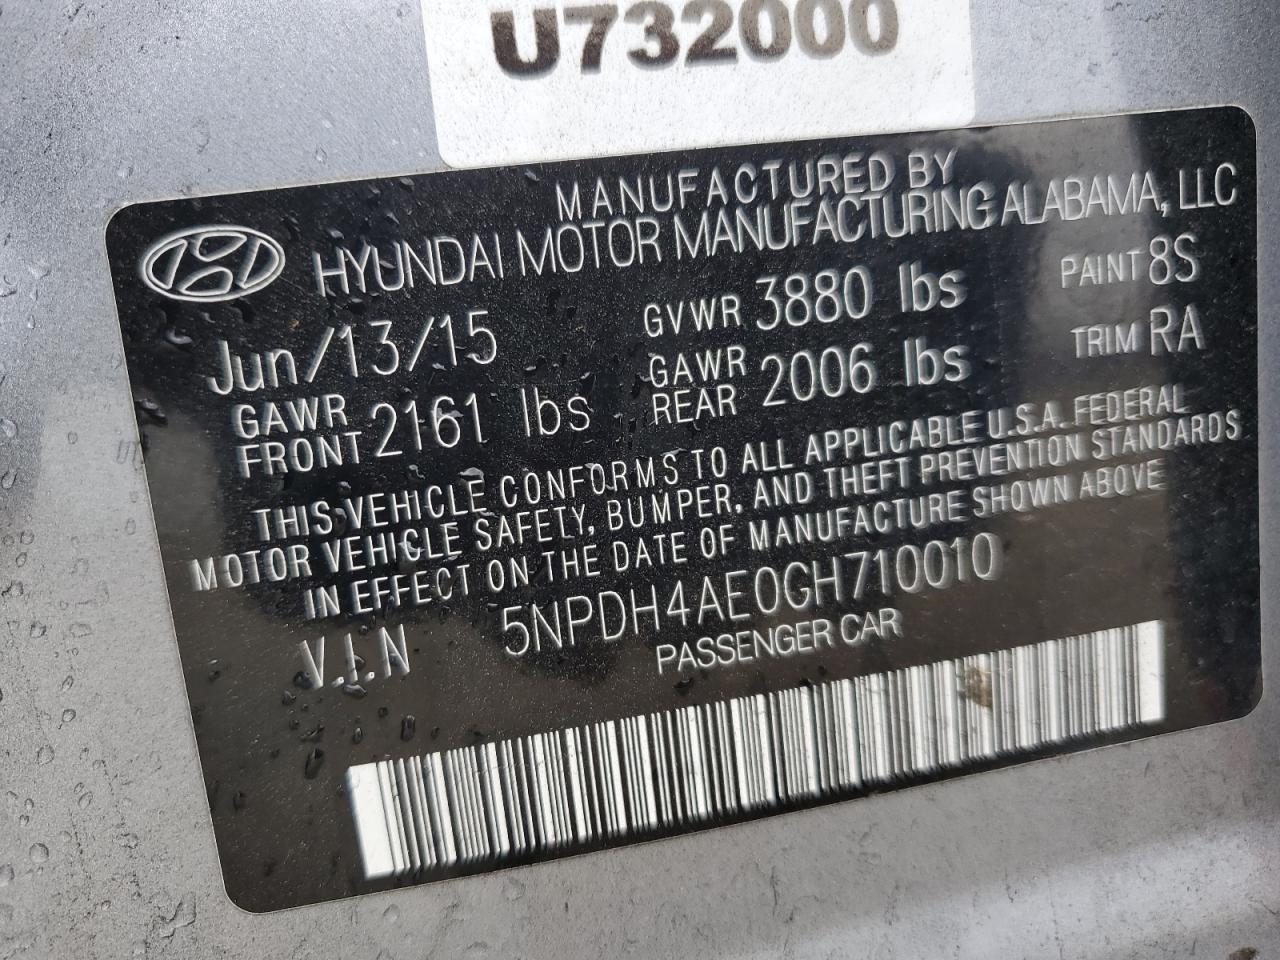 U732000
MANUFACTURED BY
HYUNDAI MOTOR MANUFACTURING ALABAMA, LLC
Jun/13/15 GVWR 3880 lbs PAINT 8S
GAWR FRONT 2161 lbs GAWR REAR 2006 lbs TRIM RA
THIS VEHICLE CONFORMS TO ALL APPLICABLE U.S.A. FEDERAL
MOTOR VEHICLE SAFETY, BUMPER, AND THEFT PREVENTION STANDARDS
IN EFFECT ON THE DATE OF MANUFACTURE SHOWN ABOVE
V.I.N 5NPDH4AE0GH710010
PASSENGER CAR